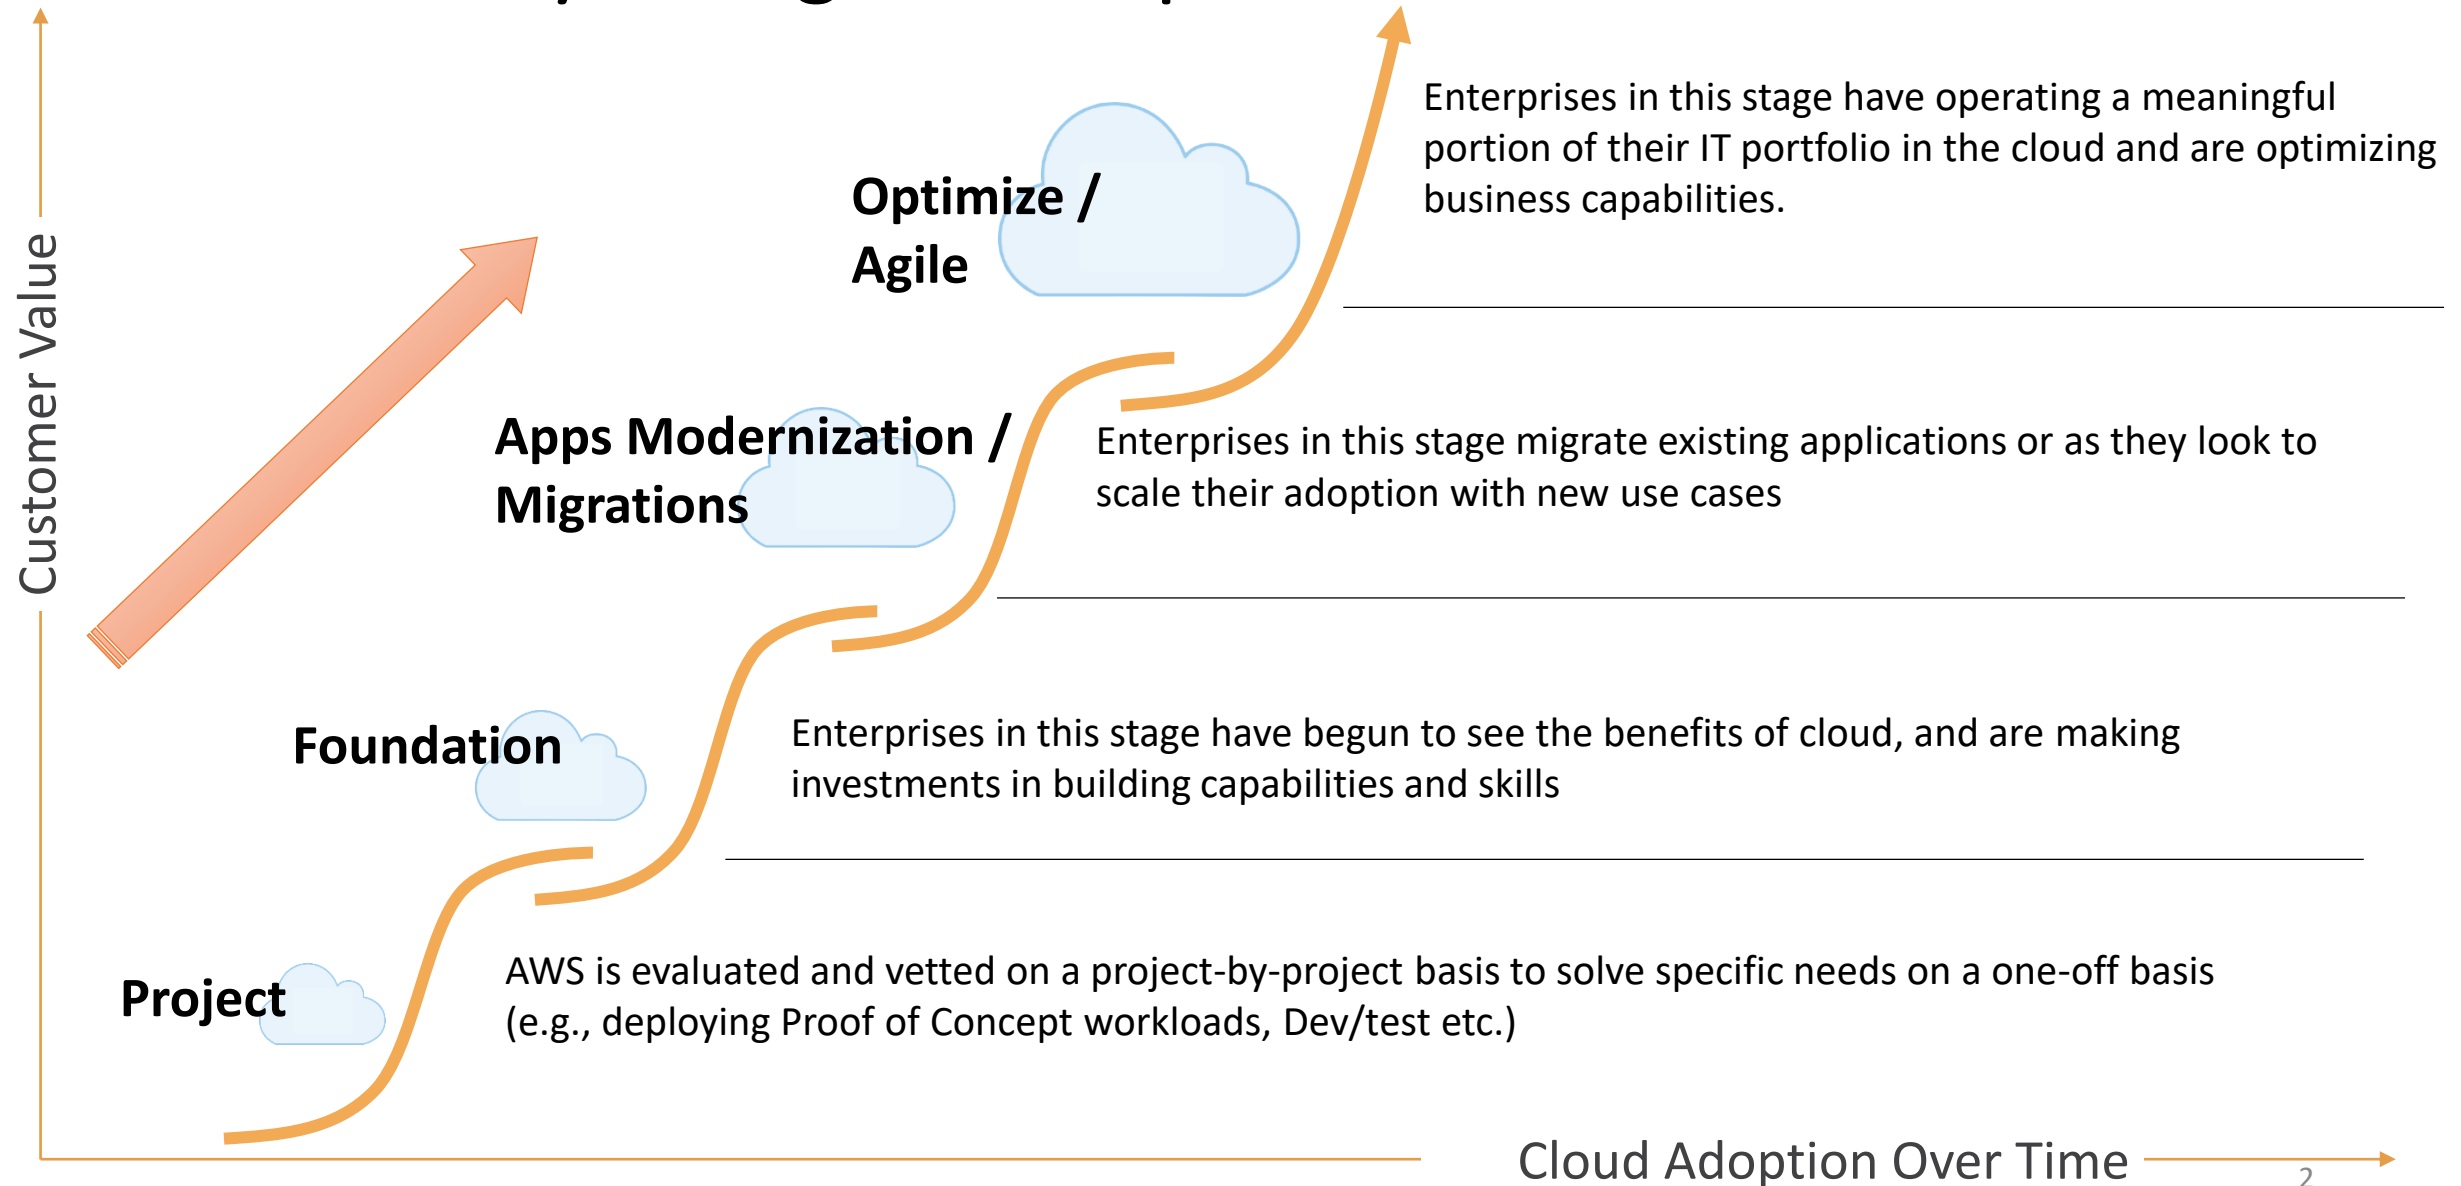 Enterprises in this stage have operating a meaningful
portion of their IT portfolio in the cloud and are optimizing
business capabilities.
Optimize /
Agile
Customer Value
Apps Modernization /
Migrations
Enterprises in this stage migrate existing applications or as they look to
scale their adoption with new use cases
Foundation
Enterprises in this stage have begun to see the benefits of cloud, and are making
investments in building capabilities and skills
Project
AWS is evaluated and vetted on a project-by-project basis to solve specific needs on a one-off basis
(e.g., deploying Proof of Concept workloads, Dev/test etc.)
Cloud Adoption Over Time
2